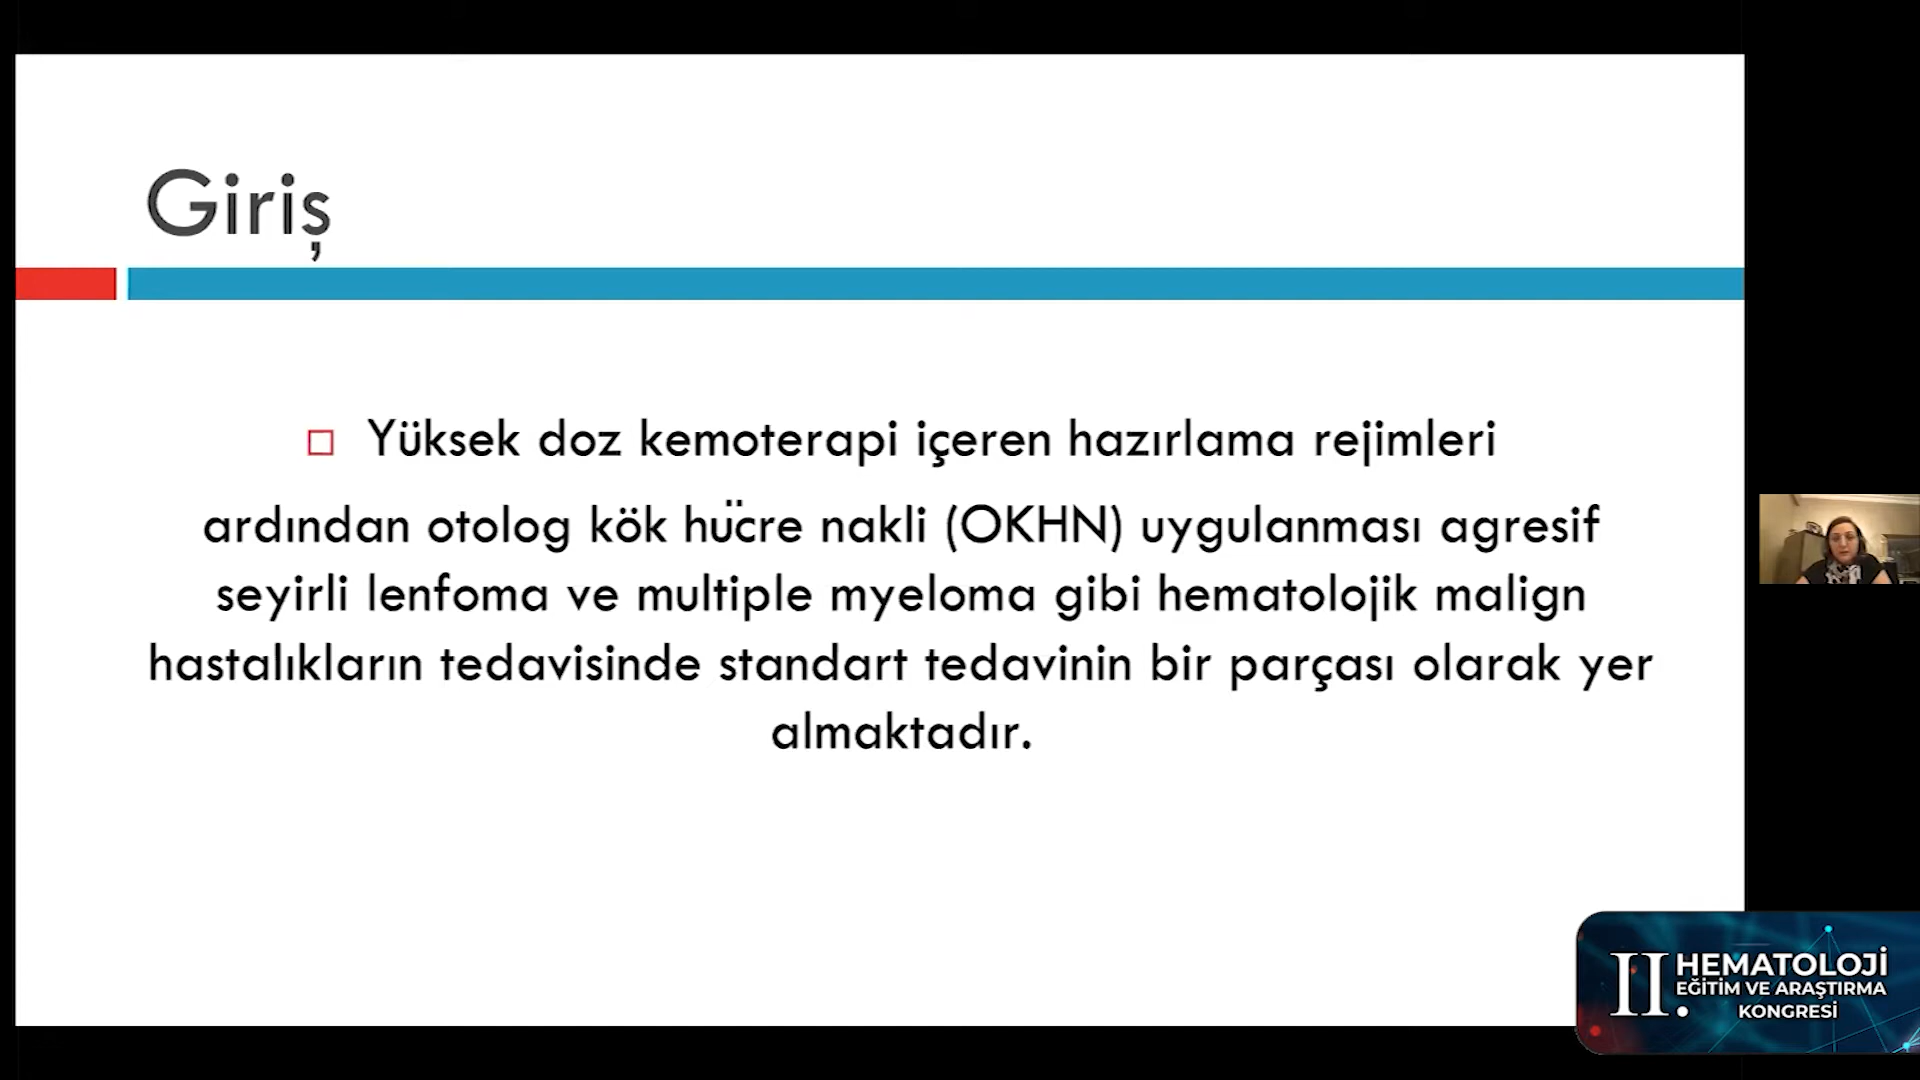 Giriş
Yüksek doz kemoterapi içeren hazırlama rejimleri
ardından otolog kök hücre nakli (OKHN) uygulanması agresif
seyirli lenfoma ve multiple myeloma gibi hematolojik malign
hastalıkların tedavisinde standart tedavinin bir parçası olarak yer
almaktadır.
II. HEMATOLOJİ
EĞİTİM VE ARAŞTIRMA
KONGRESİ